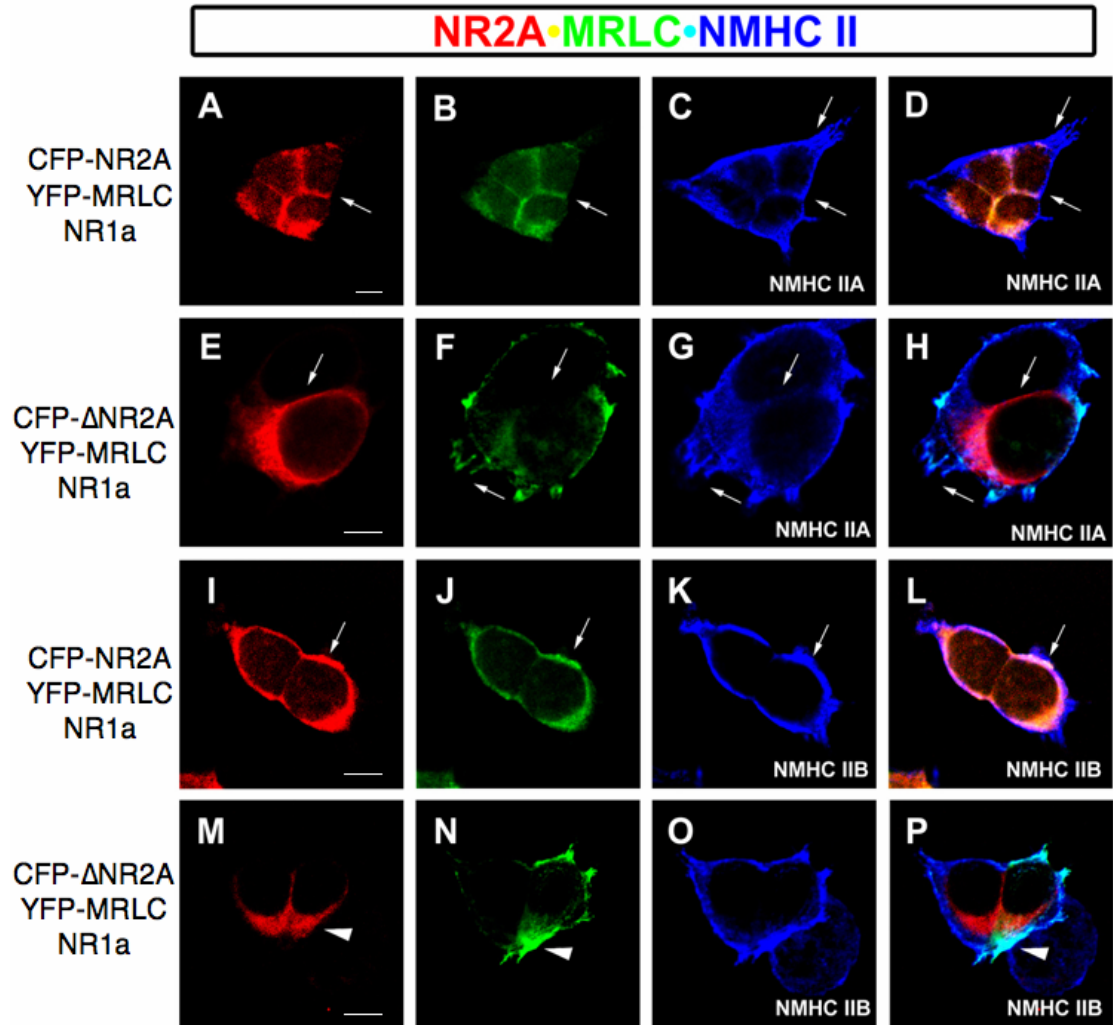 NR2A•MRLC•NMHC II
CFP-NR2A
YFP-MRLC
NR1a
A
B
C
NMHC IIA
D
NMHC IIA
CFP-ΔNR2A
YFP-MRLC
NR1a
E
F
G
NMHC IIA
H
NMHC IIA
CFP-NR2A
YFP-MRLC
NR1a
I
J
K
NMHC IIB
L
NMHC IIB
CFP-ΔNR2A
YFP-MRLC
NR1a
M
N
O
NMHC IIB
P
NMHC IIB